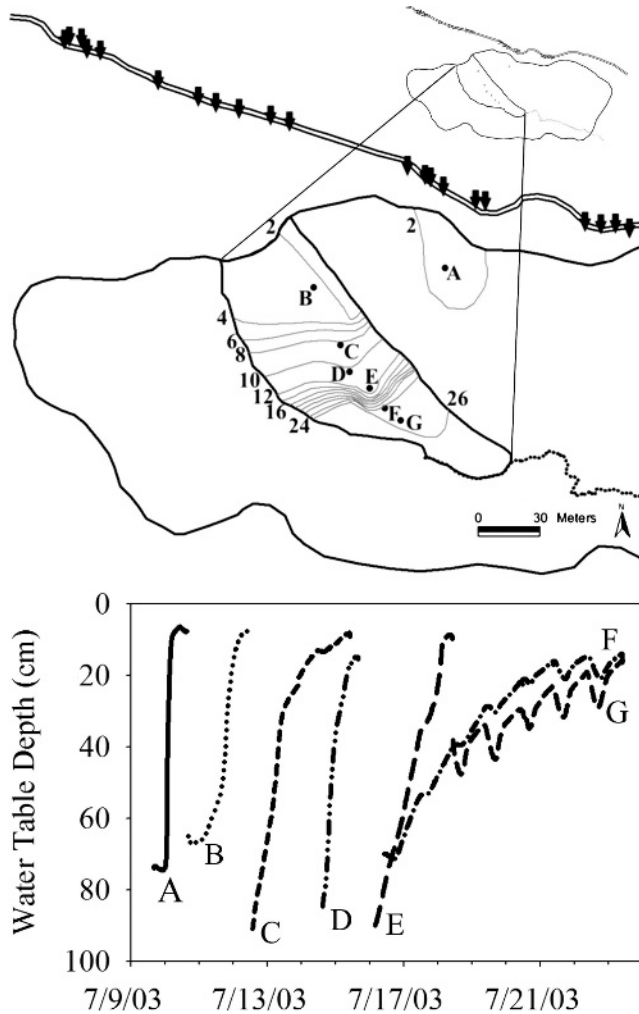 2
2
A
B
4
6
8
C
D
10
E
12
16
F
26
24
G
0 30 Meters
N
0
20
40
60
80
100
Water Table Depth (cm)
A
B
C
D
E
F
G
7/9/03 7/13/03 7/17/03 7/21/03